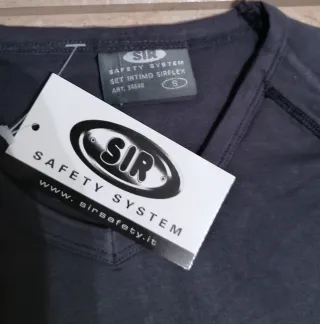 SIR
SAFETY SYSTEM
SET INTIMO SIRFLEX
S
SIR
SAFETY SYSTEM
www.sirsafety.it